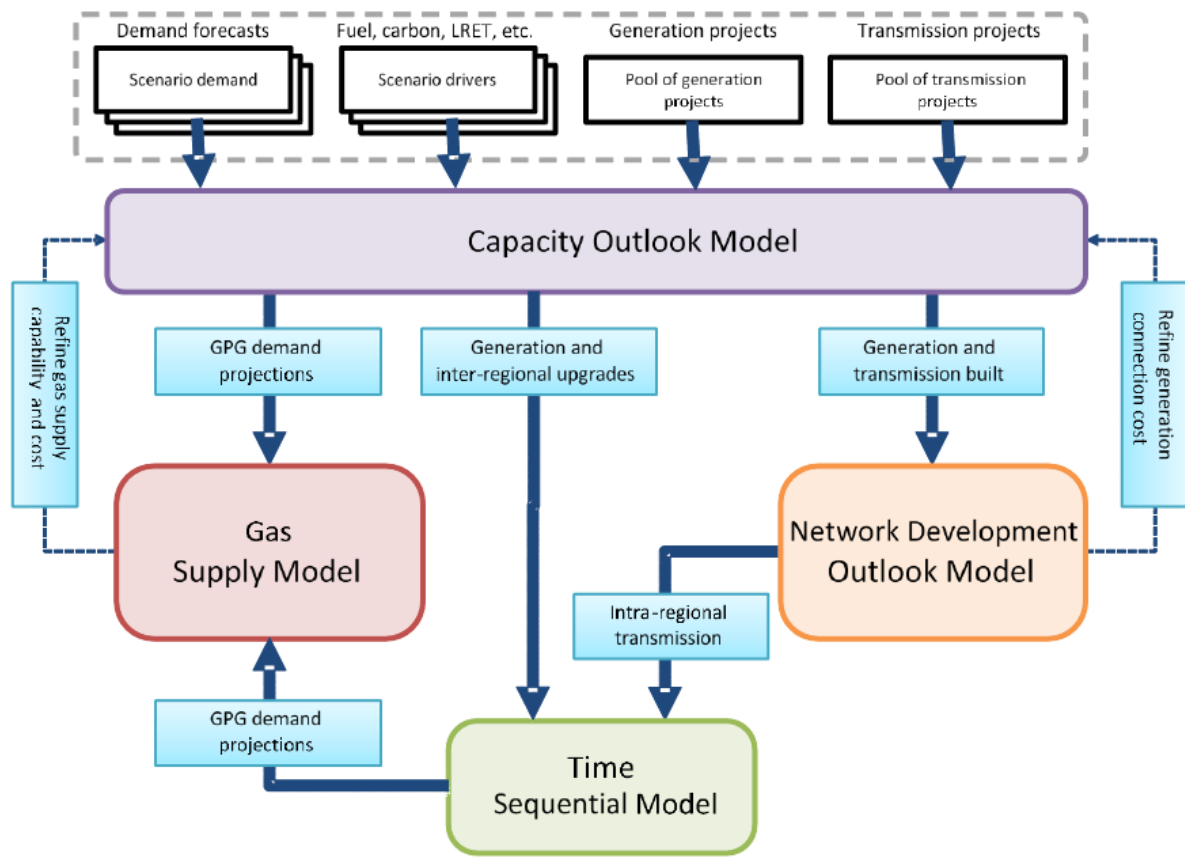 Demand forecasts
Fuel, carbon, LRET, etc.
Generation projects
Transmission projects
Scenario demand
Scenario drivers
Pool of generation
projects
Pool of transmission
projects
Capacity Outlook Model
Refine gas supply
capability and cost
GPG demand
projections
Generation and
inter-regional upgrades
Generation and
transmission built
Refine generation
connection cost
Gas
Supply Model
Network Development
Outlook Model
Intra-regional
transmission
GPG demand
projections
Time
Sequential Model